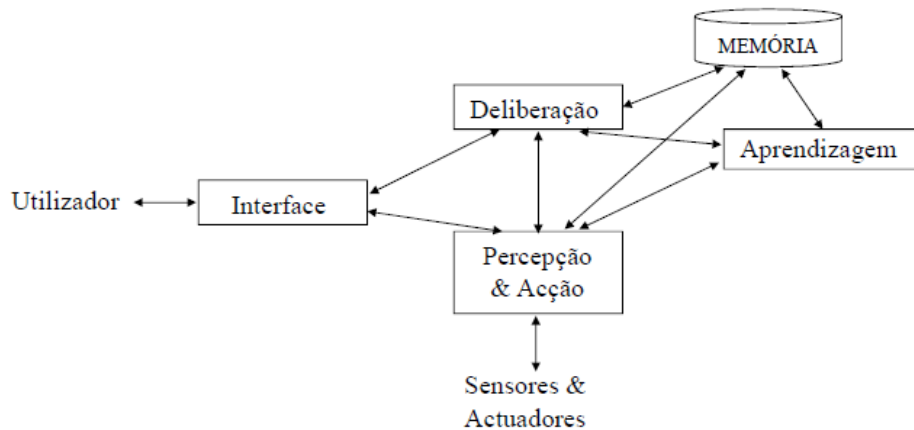 MEMÓRIA
Deliberação
Aprendizagem
Utilizador
Interface
Percepção
& Acção
Sensores &
Actuadores